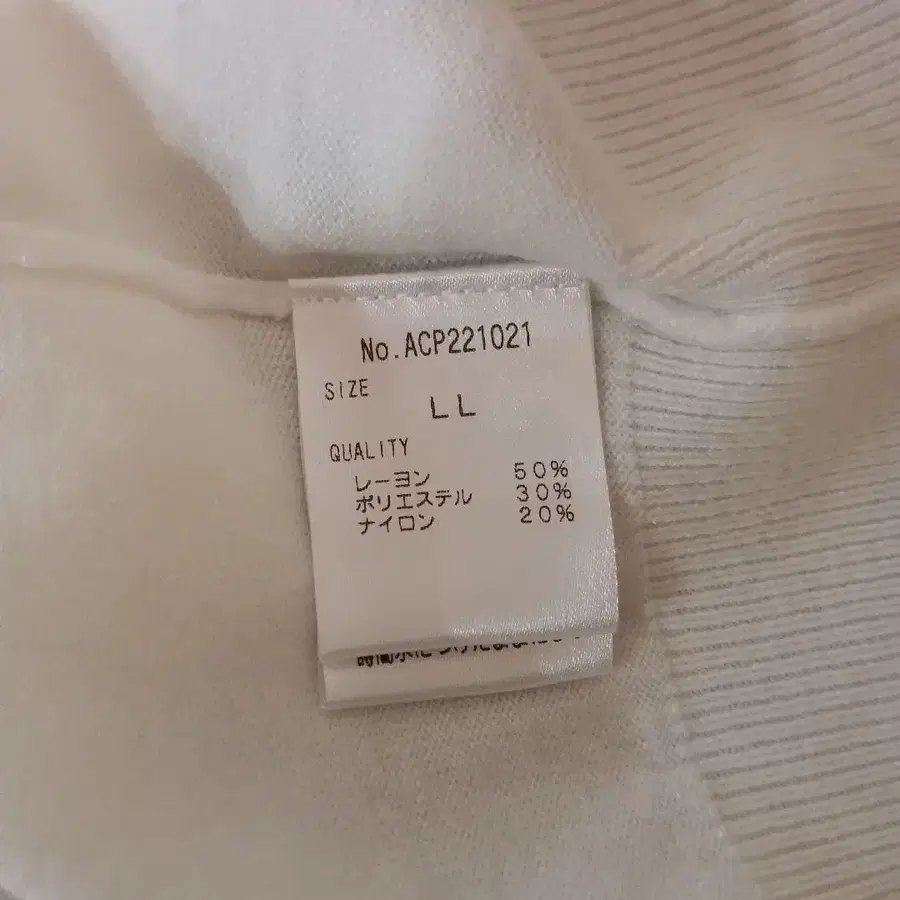 No.ACP221021
SIZE
LL
QUALITY
レーヨン 50%
ポリエステル 30%
ナイロン 20%